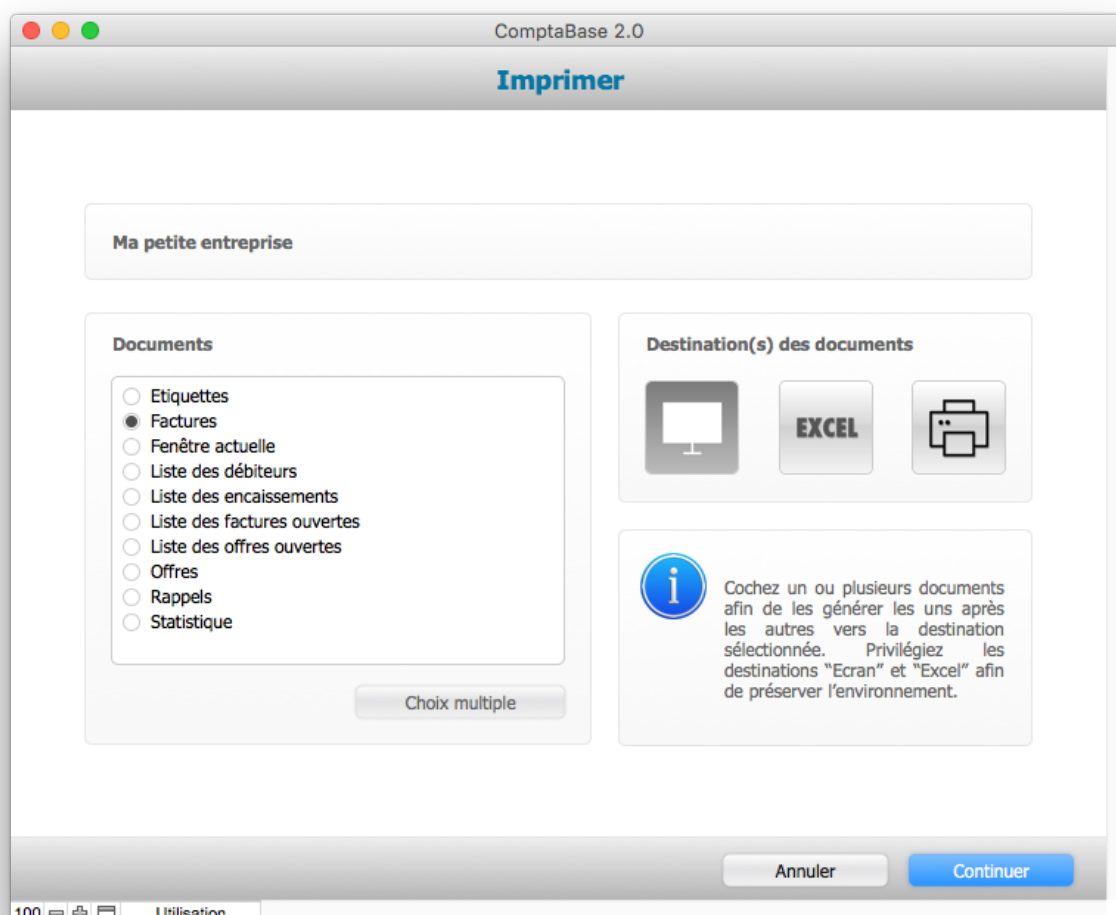 ComptaBase 2.0
Imprimer
Ma petite entreprise
Documents
Etiquettes
Factures
Fenêtre actuelle
Liste des débiteurs
Liste des encaissements
Liste des factures ouvertes
Liste des offres ouvertes
Offres
Rappels
Statistique
Choix multiple
Destination(s) des documents
EXCEL
Cochez un ou plusieurs documents
afin de les générer les uns après
les autres vers la destination
sélectionnée. Privilégiez les
destinations “Ecran” et “Excel” afin
de préserver l’environnement.
Annuler
Continuer
100
Utilisation